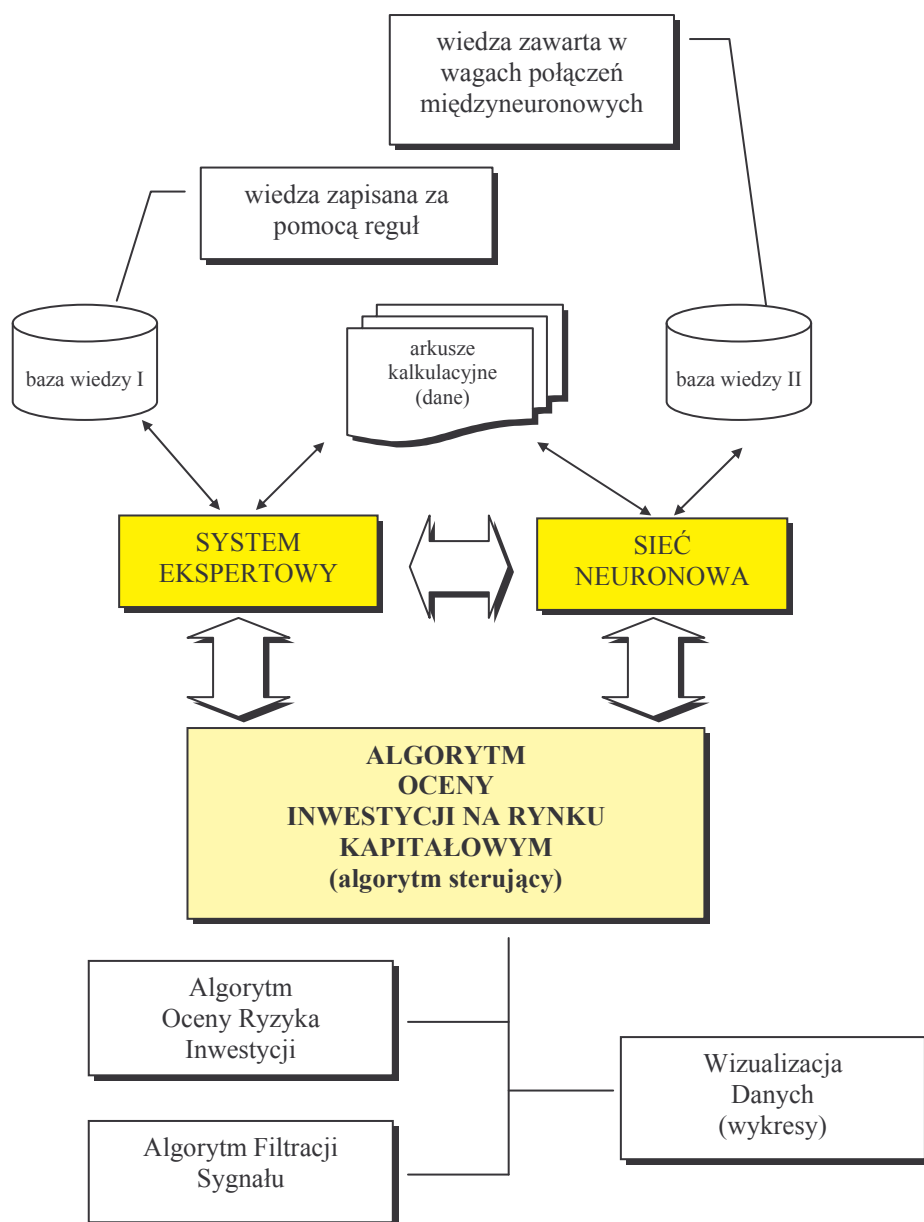 wiedza zawarta w
wagach połączeń
międzyneuronowych
wiedza zapisana za
pomocą reguł
baza wiedzy I
arkusze
kalkulacyjne
(dane)
baza wiedzy II
SYSTEM
EKSPERTOWY
SIEĆ
NEURONOWA
ALGORYTM
OCENY
INWESTYCJI NA RYNKU
KAPITAŁOWYM
(algorytm sterujący)
Algorytm
Oceny Ryzyka
Inwestycji
Wizualizacja
Danych
(wykresy)
Algorytm Filtracji
Sygnału